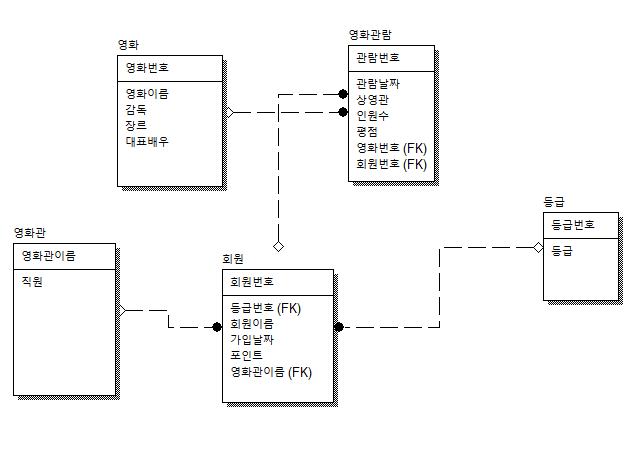 영화
영화번호
영화이름
감독
장르
대표배우
영화관람
관람번호
관람날짜
상영관
인원수
평점
영화번호 (FK)
회원번호 (FK)
영화관
영화관이름
직원
회원
회원번호
등급번호 (FK)
회원이름
가입날짜
포인트
영화관이름 (FK)
등급
등급번호
등급